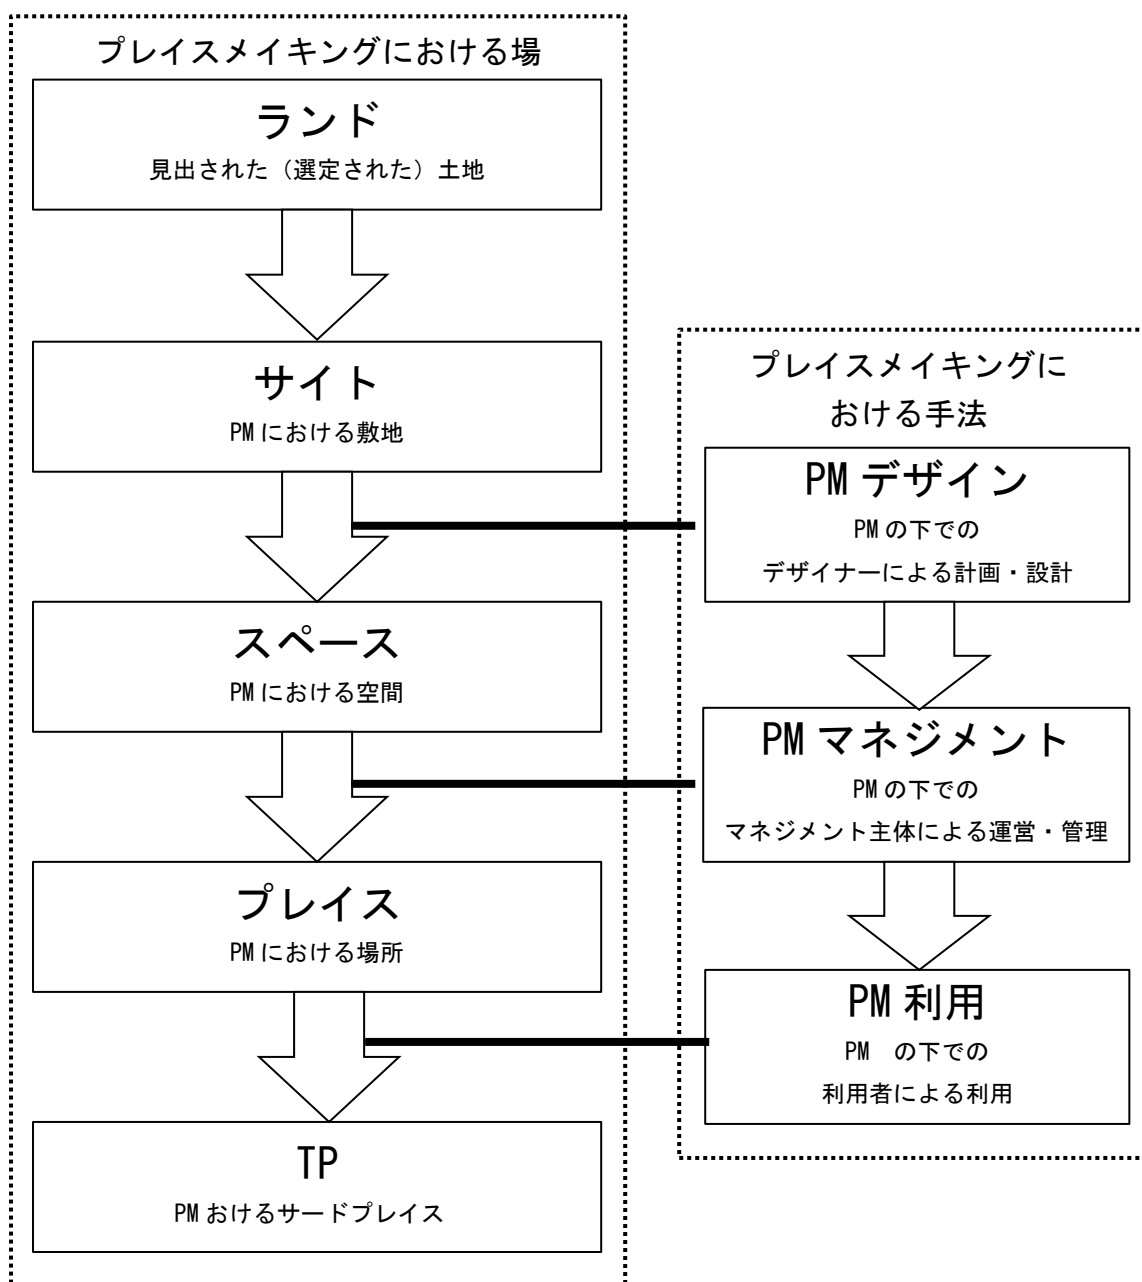 プレイスメイキングにおける場
ランド
見出された（選定された）土地
サイト
PMにおける敷地
スペース
PMにおける空間
プレイス
PMにおける場所
TP
PMおけるサードプレイス
プレイスメイキングに
おける手法
PMデザイン
PMの下での
デザイナーによる計画・設計
PMマネジメント
PMの下での
マネジメント主体による運営・管理
PM利用
PM　の下での
利用者による利用